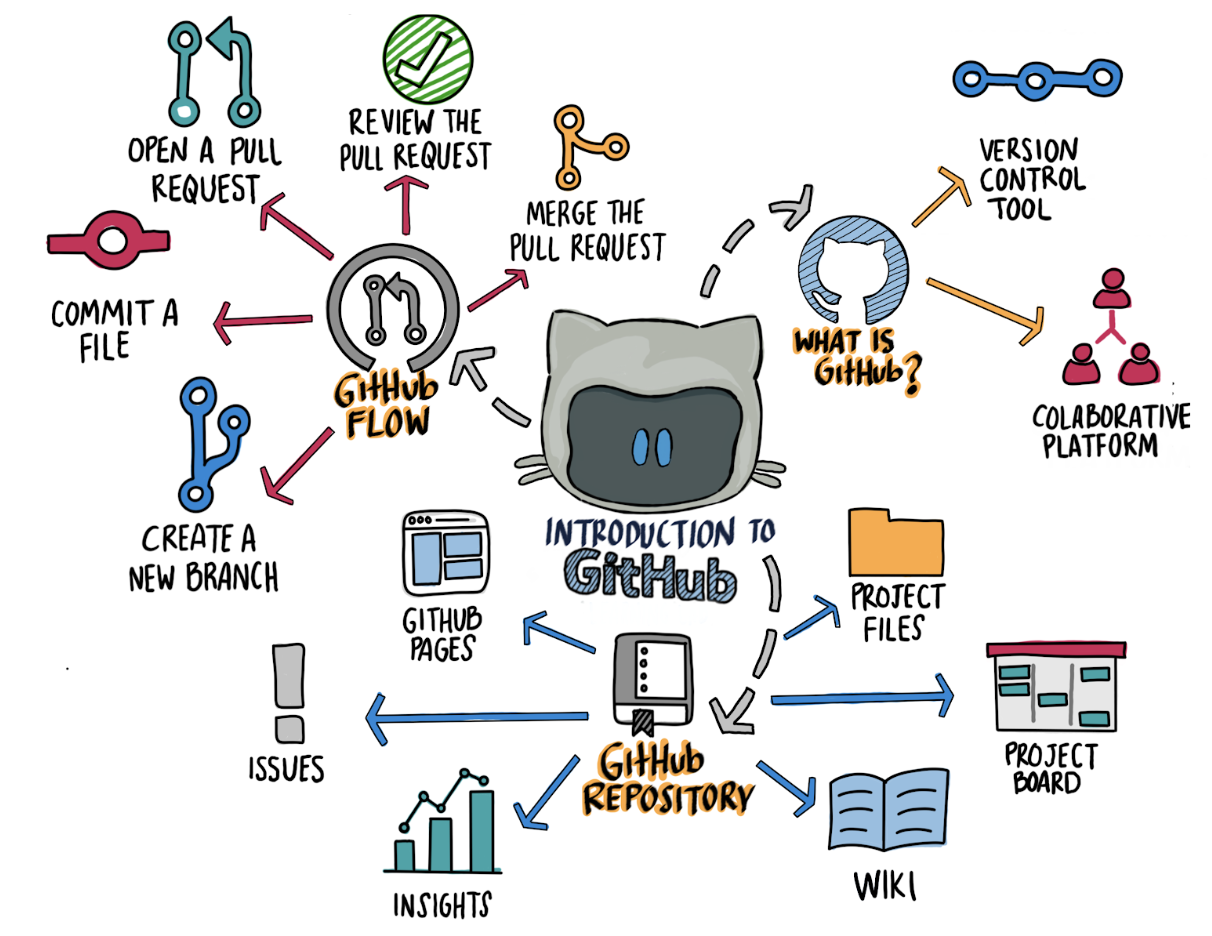 OPEN A PULL
REQUEST
REVIEW THE
PULL REQUEST
MERGE THE
PULL REQUEST
COMMIT A
FILE
GitHub
FLOW
CREATE A
NEW BRANCH
VERSION
CONTROL
TOOL
WHAT IS
GitHub?
COLABORATIVE
PLATFORM
INTRODUCTION TO
GitHub
GITHUB
PAGES
PROJECT
FILES
ISSUES
GitHub
REPOSITORY
PROJECT
BOARD
INSIGHTS
WIKI